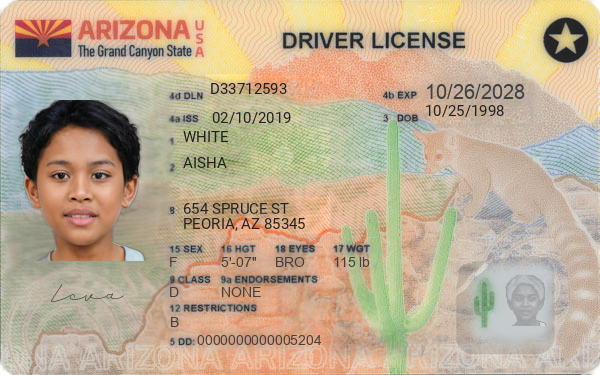 ARIZONA USA
The Grand Canyon State
DRIVER LICENSE
4d DLN D33712593
4b EXP 10/26/2028
4a ISS 02/10/2019
3 DOB 10/25/1998
1 WHITE
2 AISHA
8 654 SPRUCE ST
PEORIA, AZ 85345
15 SEX 16 HGT 18 EYES 17 WGT
F 5'-07" BRO 115 lb
9 CLASS 9a ENDORSEMENTS
D NONE
12 RESTRICTIONS
B
5 DD: 0000000000005204
Leva
ARIZONA ARIZONA ARIZONA ARIZONA